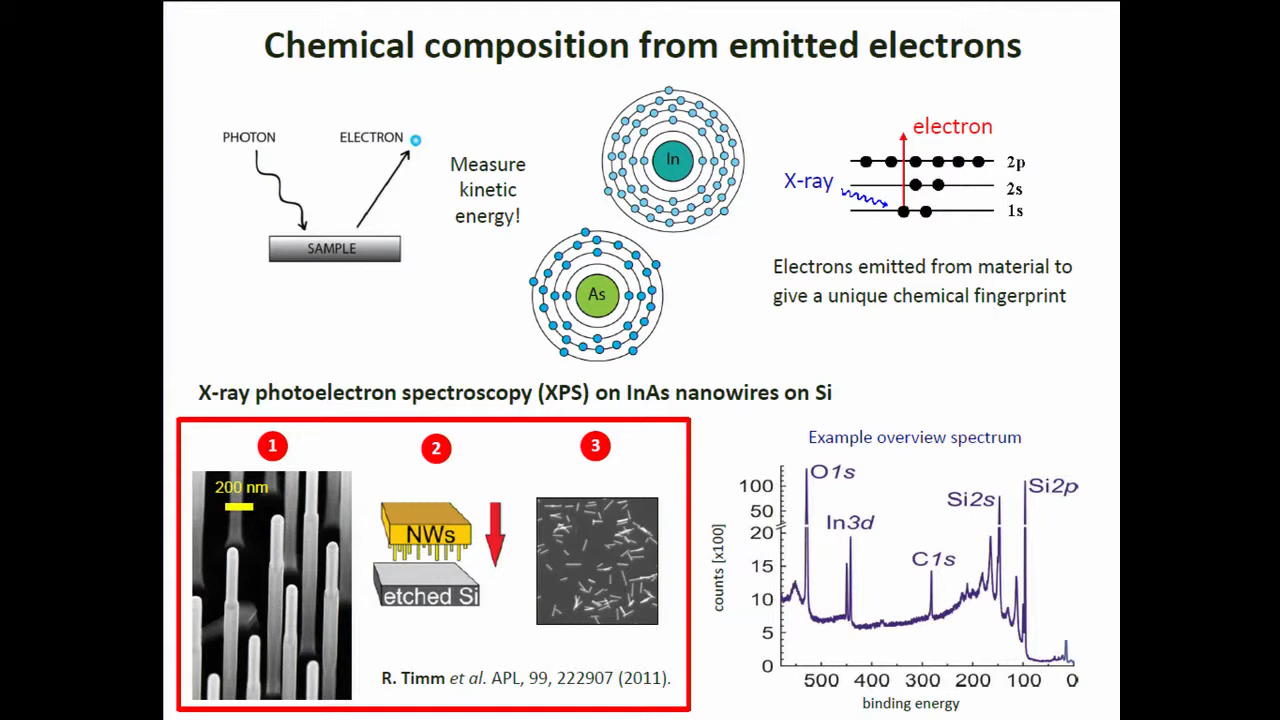 Chemical composition from emitted electrons
PHOTON
ELECTRON
SAMPLE
Measure
kinetic
energy!
In
As
electron
X-ray
2p
2s
1s
Electrons emitted from material to
give a unique chemical fingerprint
X-ray photoelectron spectroscopy (XPS) on InAs nanowires on Si
1
2
3
200 nm
NWs
etched Si
R. Timm et al. APL, 99, 222907 (2011).
Example overview spectrum
O1s
In3d
C1s
Si2s
Si2p
counts [x100]
100
50
20
15
10
5
0
500 400 300 200 100 0
binding energy